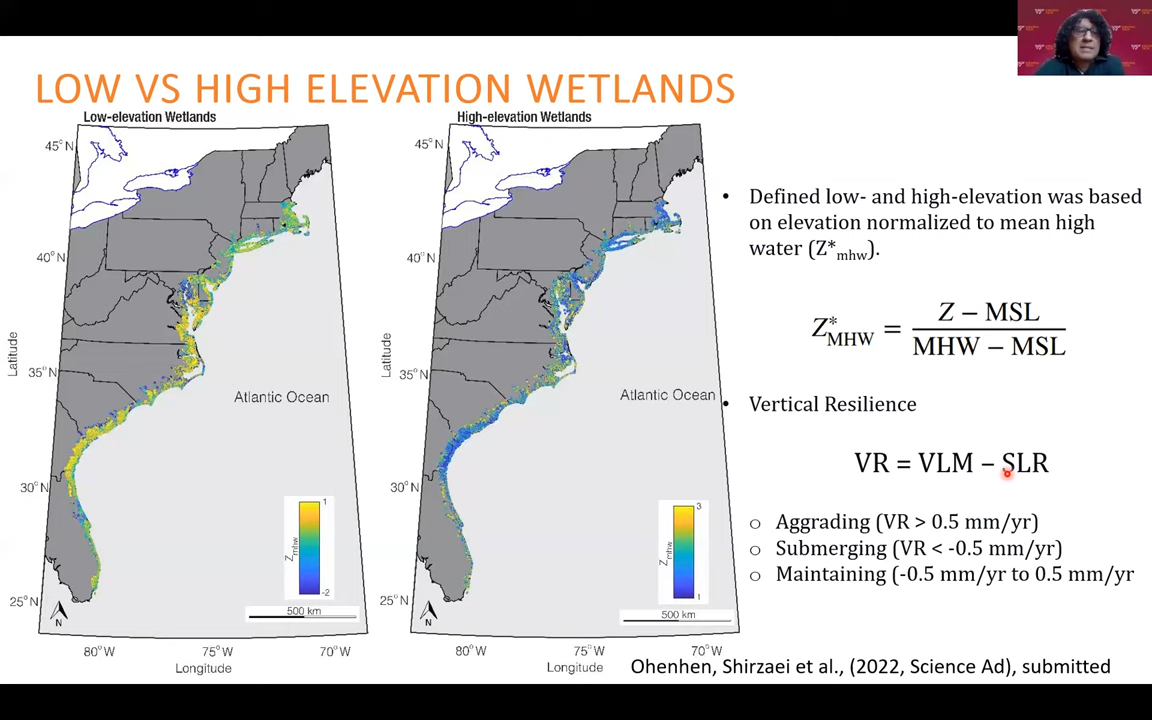 LOW VS HIGH ELEVATION WETLANDS
Low-elevation Wetlands
45°N
40°N
35°N
30°N
25°N
Latitude
Atlantic Ocean
1
Zmhw
-2
500 km
N
80°W
75°W
70°W
Longitude
High-elevation Wetlands
45°N
40°N
35°N
30°N
25°N
Latitude
Atlantic Ocean
3
Zmhw
1
500 km
N
80°W
75°W
70°W
Longitude
• Defined low- and high-elevation was based
on elevation normalized to mean high
water (Z*mhw).
Z*MHW = (Z − MSL) / (MHW − MSL)
• Vertical Resilience
VR = VLM – SLR
o Aggrading (VR > 0.5 mm/yr)
o Submerging (VR < -0.5 mm/yr)
o Maintaining (-0.5 mm/yr to 0.5 mm/yr
Ohenhen, Shirzaei et al., (2022, Science Ad), submitted